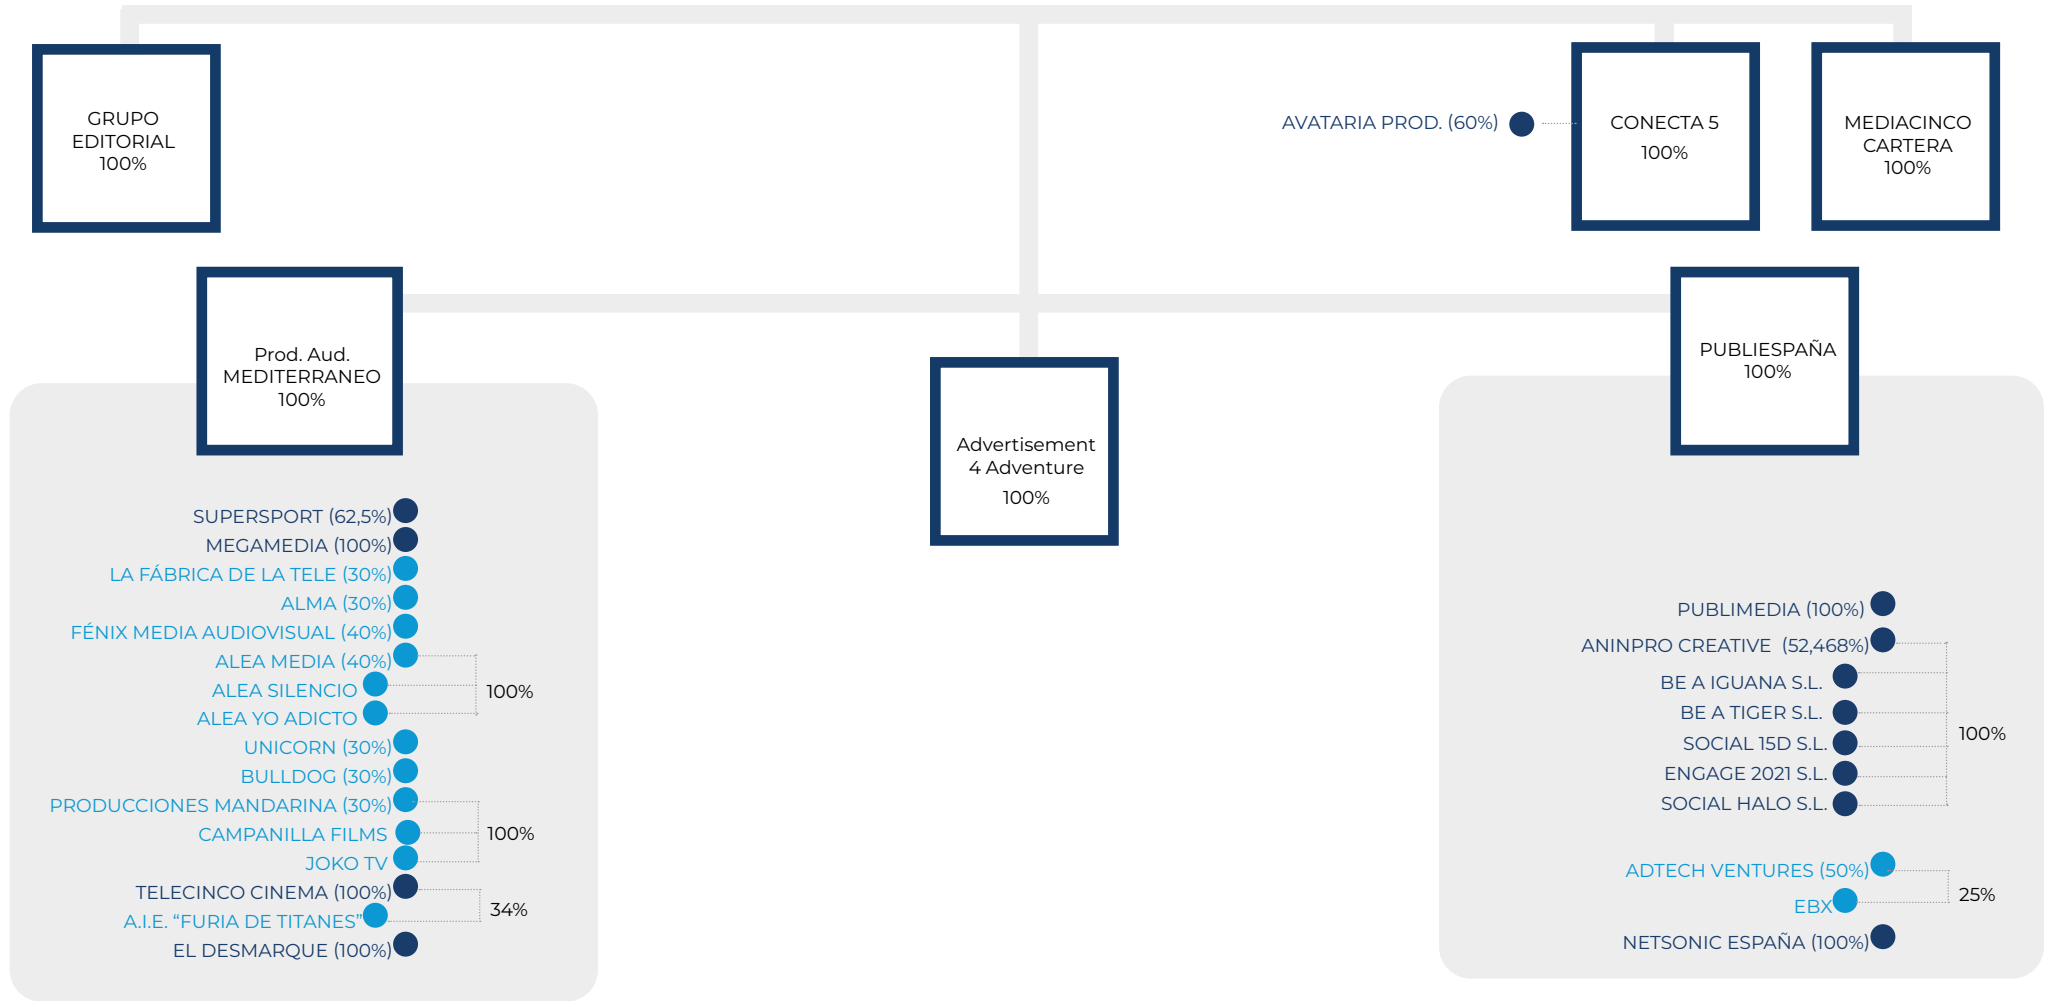 GRUPO
EDITORIAL
100%
AVATARIA PROD. (60%)
CONECTA 5
100%
MEDIACINCO
CARTERA
100%
Prod. Aud.
MEDITERRANEO
100%
Advertisement
4 Adventure
100%
PUBLIESPAÑA
100%
SUPERSPORT (62,5%)
MEGAMEDIA (100%)
LA FÁBRICA DE LA TELE (30%)
ALMA (30%)
FÉNIX MEDIA AUDIOVISUAL (40%)
ALEA MEDIA (40%)
ALEA SILENCIO
100%
ALEA YO ADICTO
UNICORN (30%)
BULLDOG (30%)
PRODUCCIONES MANDARINA (30%)
CAMPANILLA FILMS
100%
JOKO TV
TELECINCO CINEMA (100%)
34%
A.I.E. “FURIA DE TITANES”
EL DESMARQUE (100%)
PUBLIMEDIA (100%)
ANINPRO CREATIVE  (52,468%)
BE A IGUANA S.L.
BE A TIGER S.L.
100%
SOCIAL 15D S.L.
ENGAGE 2021 S.L.
SOCIAL HALO S.L.
ADTECH VENTURES (50%)
25%
EBX
NETSONIC ESPAÑA (100%)